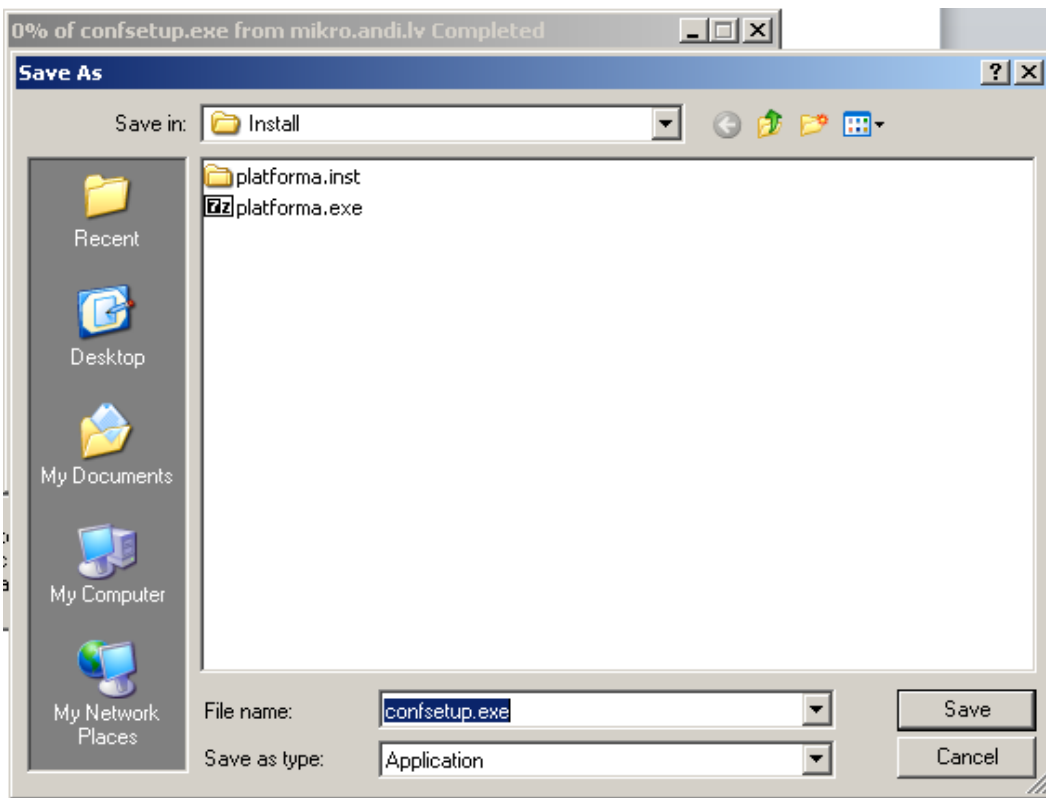 0% of confsetup.exe from mikro.andi.lv Completed
Save As
Save in:
Install
platforma.inst
platforma.exe
Recent
Desktop
My Documents
My Computer
My Network
Places
File name:
confsetup.exe
Save
Save as type:
Application
Cancel